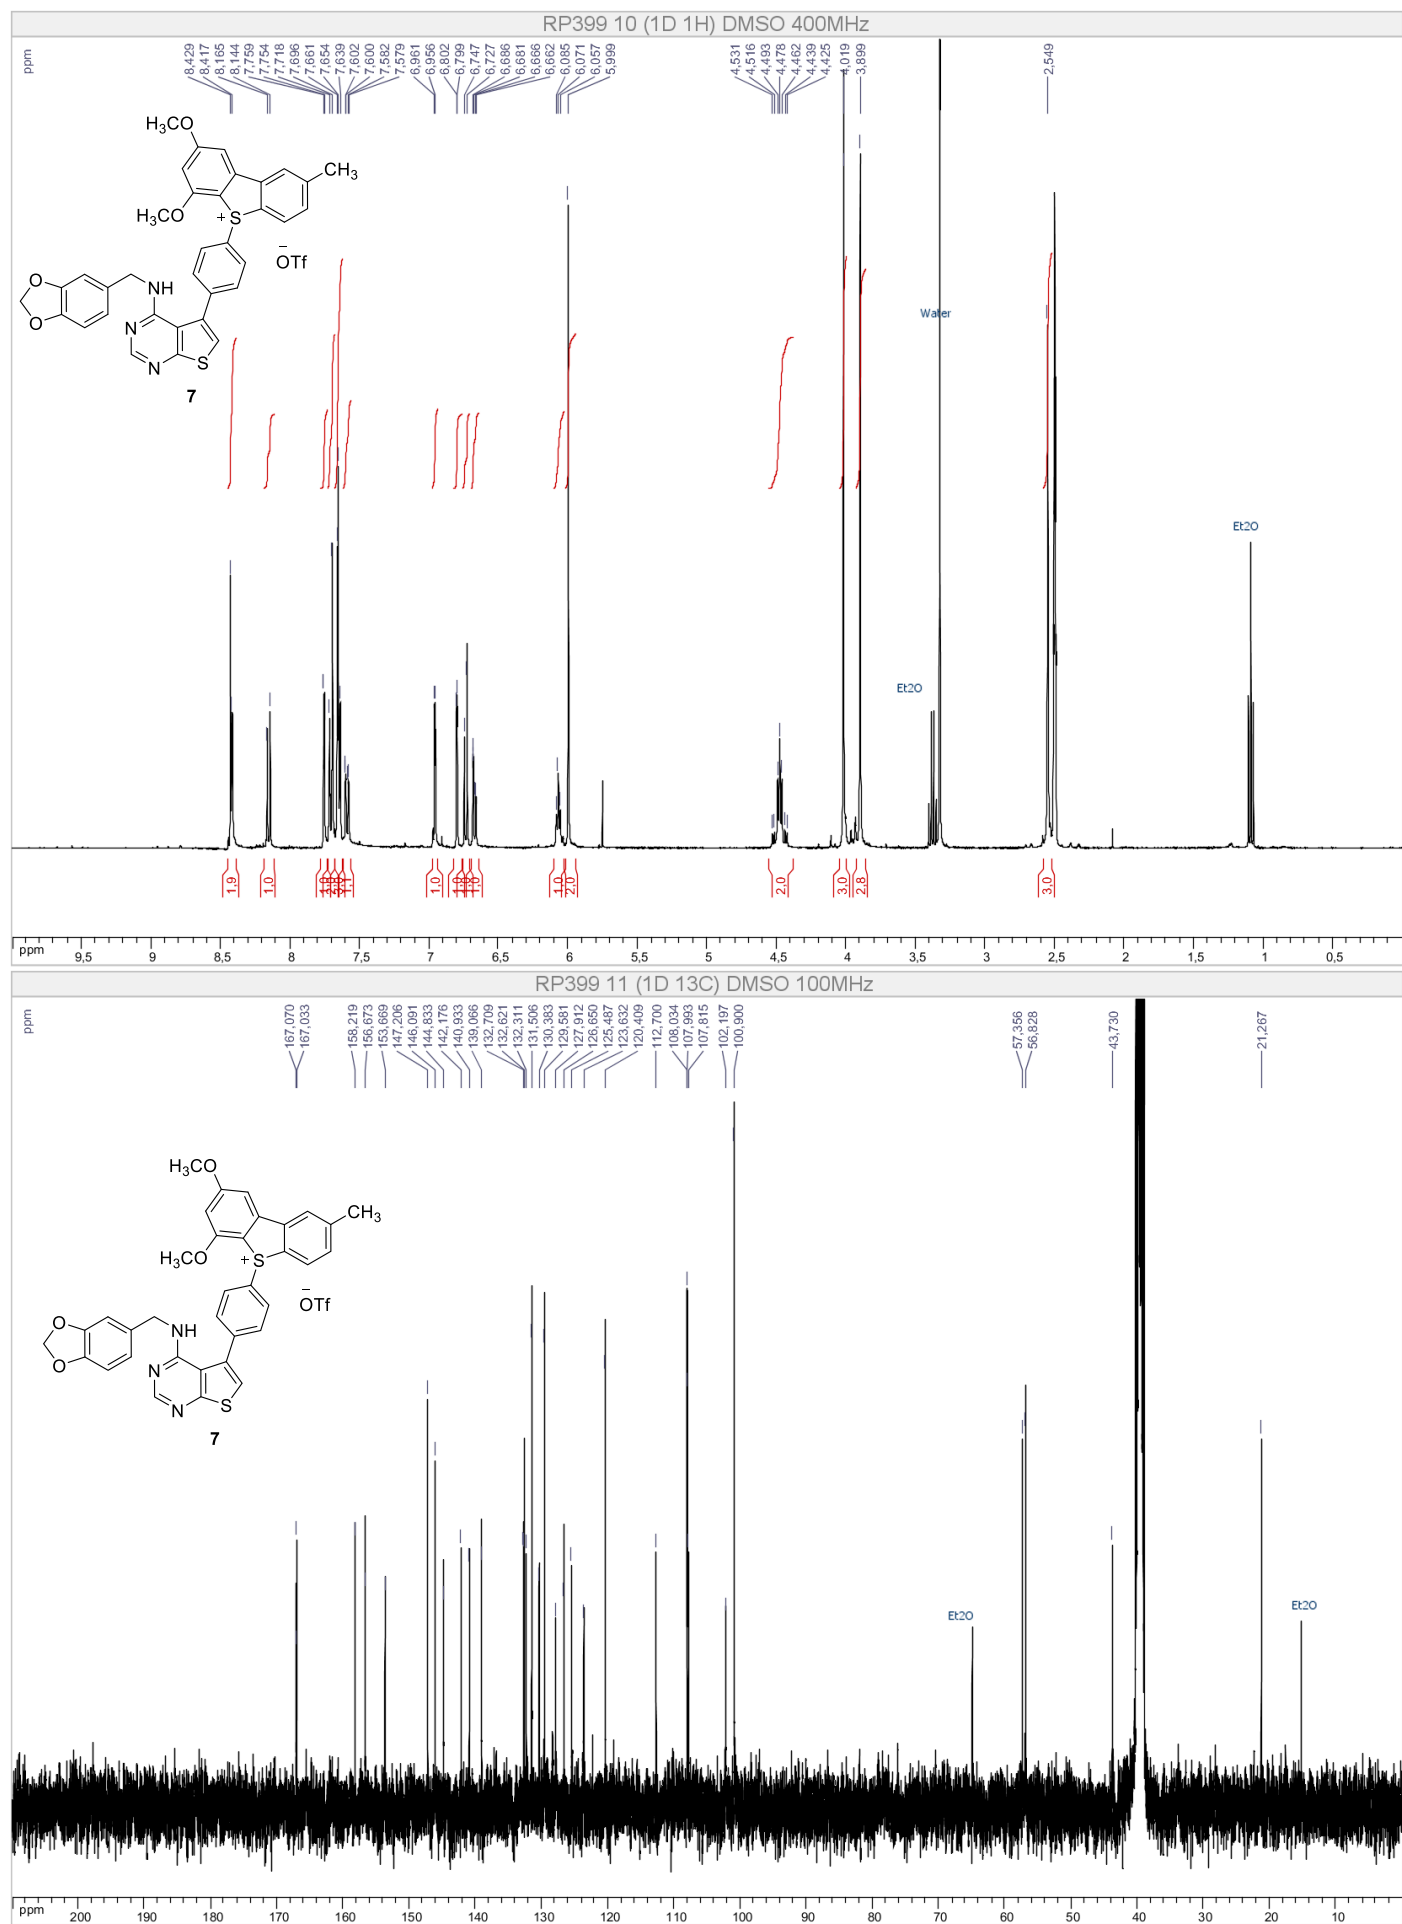 RP399 10 (1D 1H) DMSO 400MHz
ppm
8,429
8,417
8,165
8,144
7,759
7,754
7,718
7,696
7,661
7,654
7,639
7,602
7,600
7,582
7,579
6,961
6,956
6,802
6,799
6,747
6,727
6,686
6,681
6,666
6,662
6,085
6,071
6,057
5,999
4,531
4,516
4,493
4,478
4,462
4,439
4,425
4,019
3,899
2,549
H₃CO
CH₃
H₃CO
S
+
−
OTf
O
O
NH
N
N
S
7
Water
Et2O
Et2O
1,9
1,0
1,1
1,0
1,0
1,0
1,0
2,0
2,0
3,0
2,8
3,0
ppm 9,5 9 8,5 8 7,5 7 6,5 6 5,5 5 4,5 4 3,5 3 2,5 2 1,5 1 0,5
RP399 11 (1D 13C) DMSO 100MHz
ppm
167,070
167,033
158,219
156,673
153,669
147,206
146,091
144,833
142,176
140,933
139,066
132,709
132,621
132,311
131,506
130,383
129,581
127,912
126,650
125,487
123,632
120,409
112,700
108,034
107,993
107,815
102,197
100,900
57,356
56,828
43,730
21,267
H₃CO
CH₃
H₃CO
S
+
−
OTf
O
O
NH
N
N
S
7
Et2O
Et2O
ppm 200 190 180 170 160 150 140 130 120 110 100 90 80 70 60 50 40 30 20 10